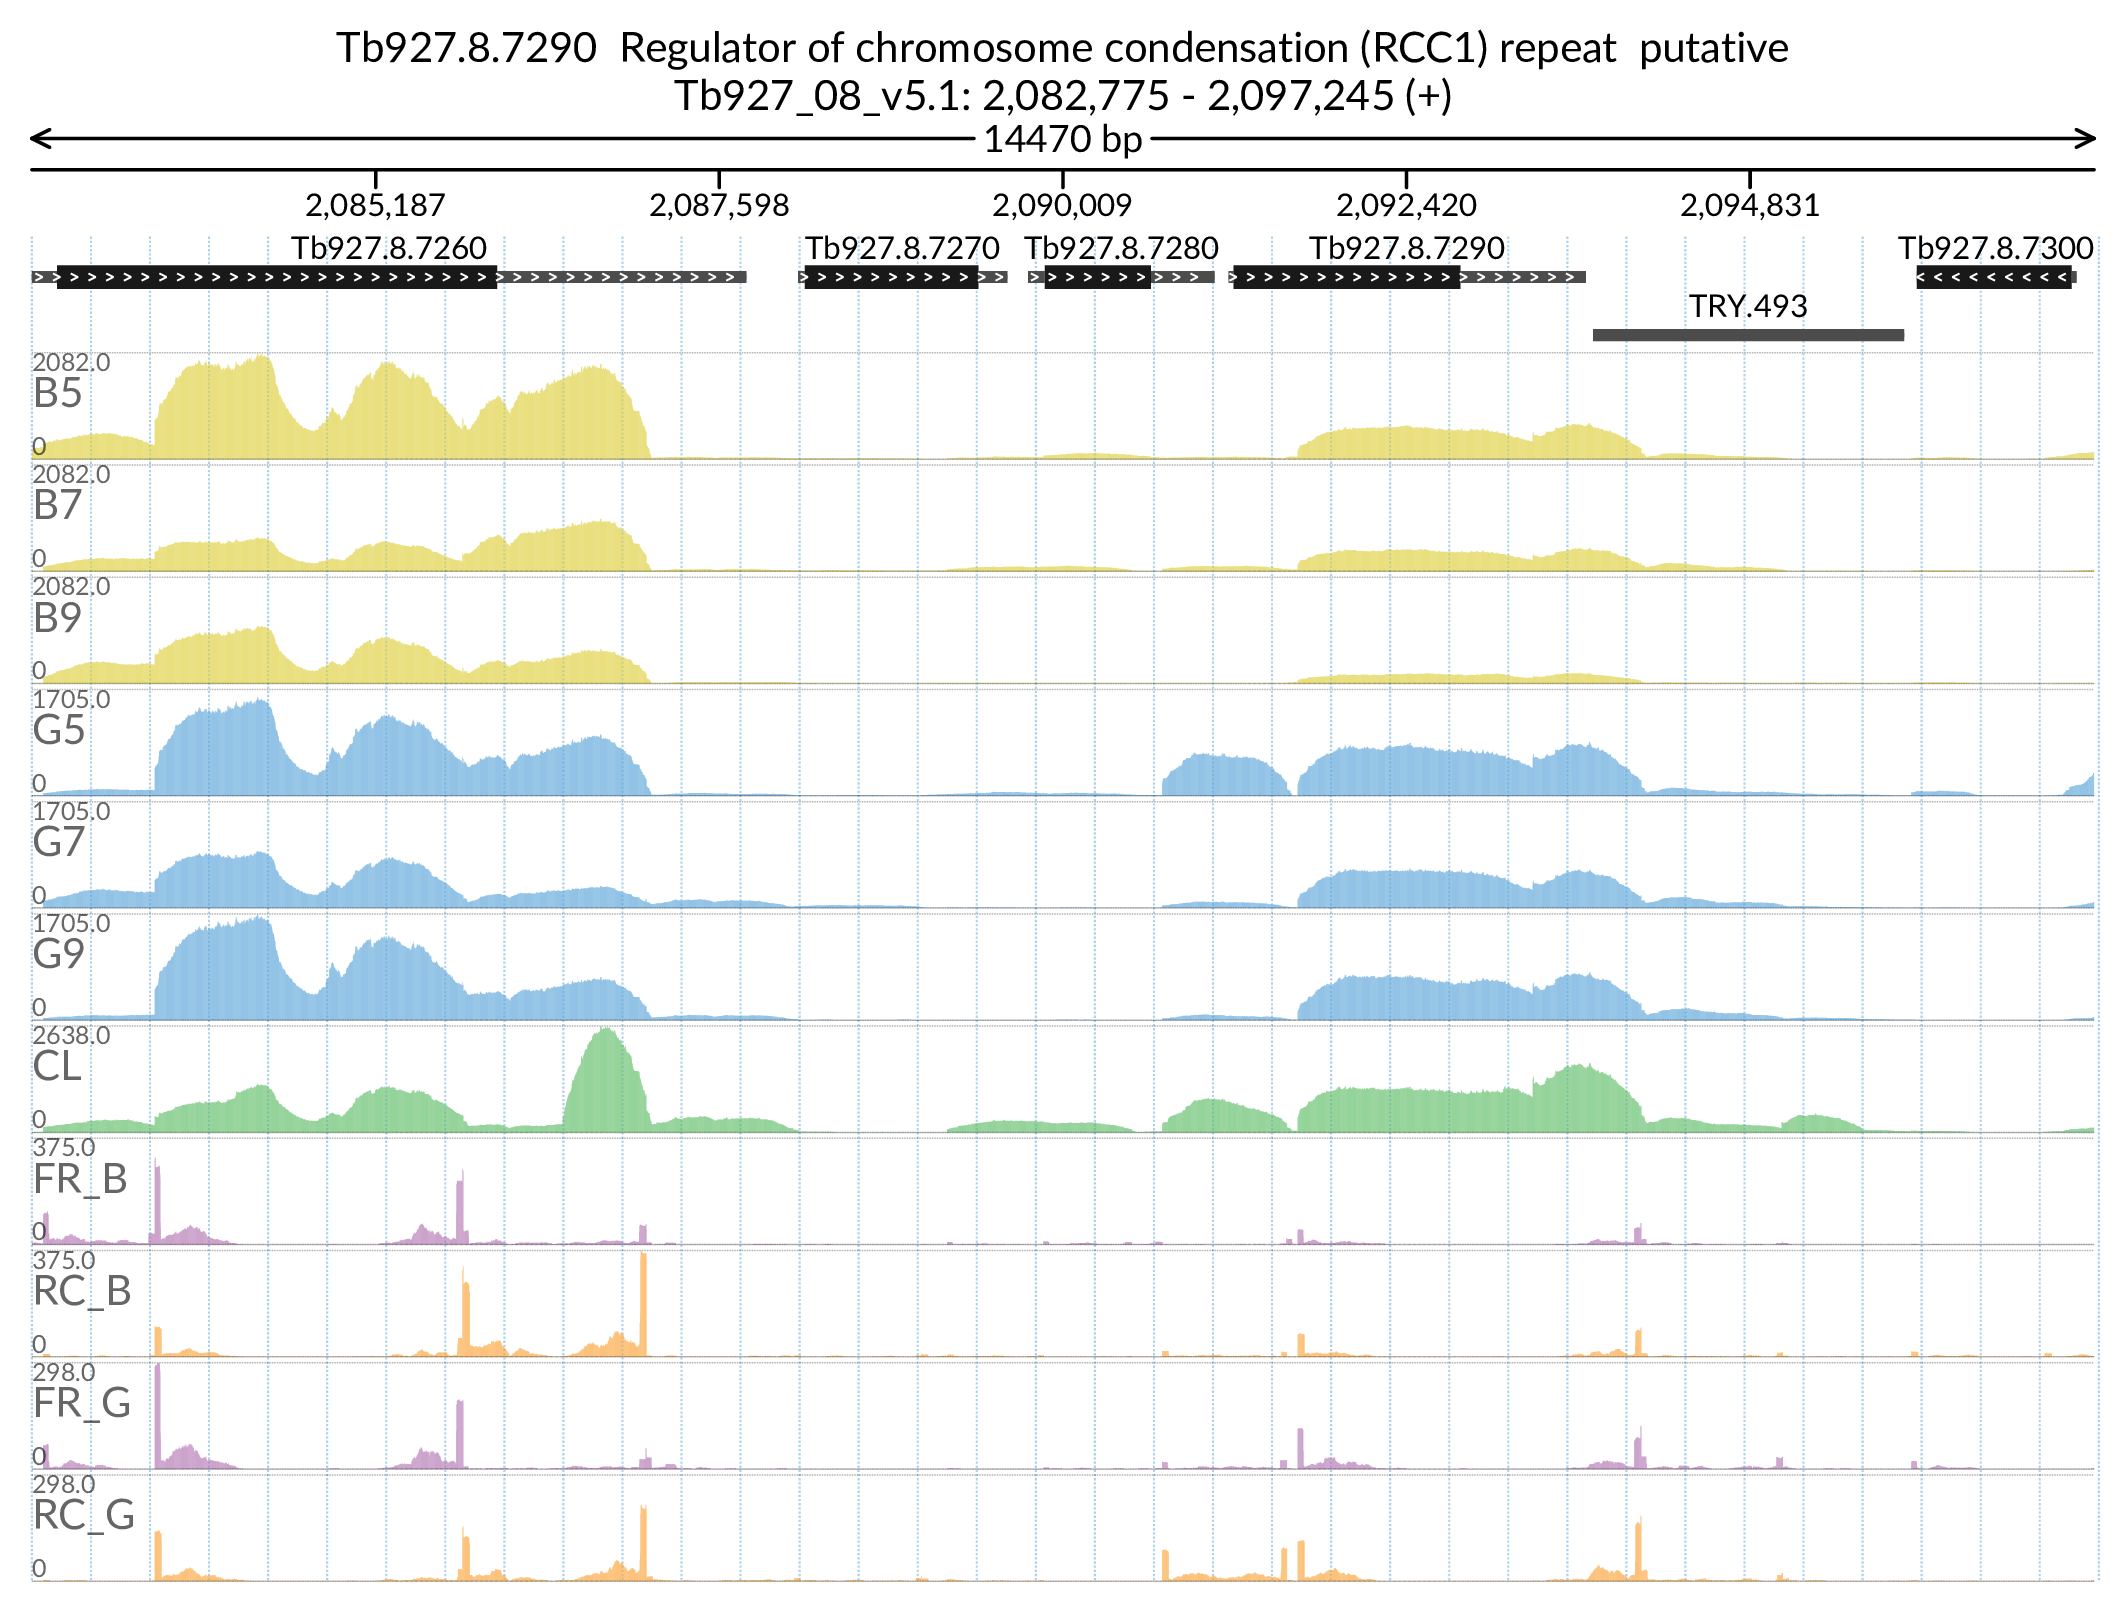 Tb927.8.7290  Regulator of chromosome condensation (RCC1) repeat  putative
Tb927_08_v5.1: 2,082,775 - 2,097,245 (+)
14470 bp
2,085,187 2,087,598 2,090,009 2,092,420 2,094,831
Tb927.8.7260 Tb927.8.7270 Tb927.8.7280 Tb927.8.7290 Tb927.8.7300
TRY.493
2082.0
B5
0
2082.0
B7
0
2082.0
B9
0
1705.0
G5
0
1705.0
G7
0
1705.0
G9
0
2638.0
CL
0
375.0
FR_B
0
375.0
RC_B
0
298.0
FR_G
0
298.0
RC_G
0